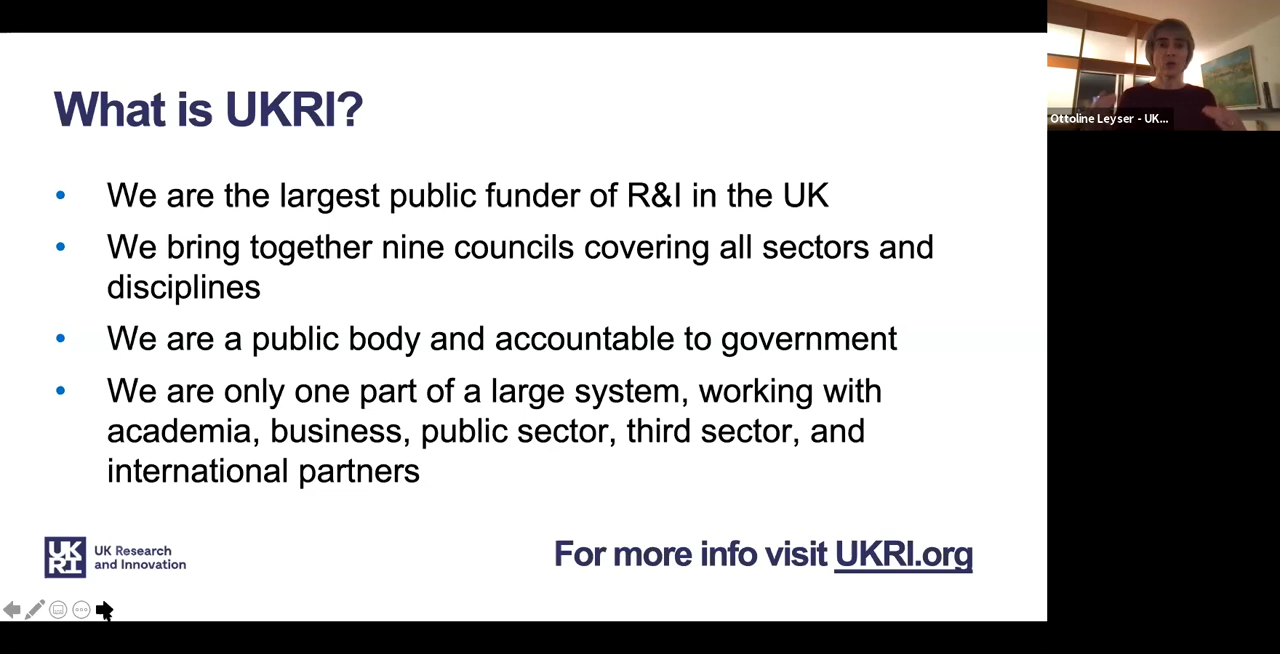 What is UKRI?
• We are the largest public funder of R&I in the UK
• We bring together nine councils covering all sectors and
disciplines
• We are a public body and accountable to government
• We are only one part of a large system, working with
academia, business, public sector, third sector, and
international partners
UK
RI
UK Research
and Innovation
For more info visit UKRI.org
Ottoline Leyser - UK...